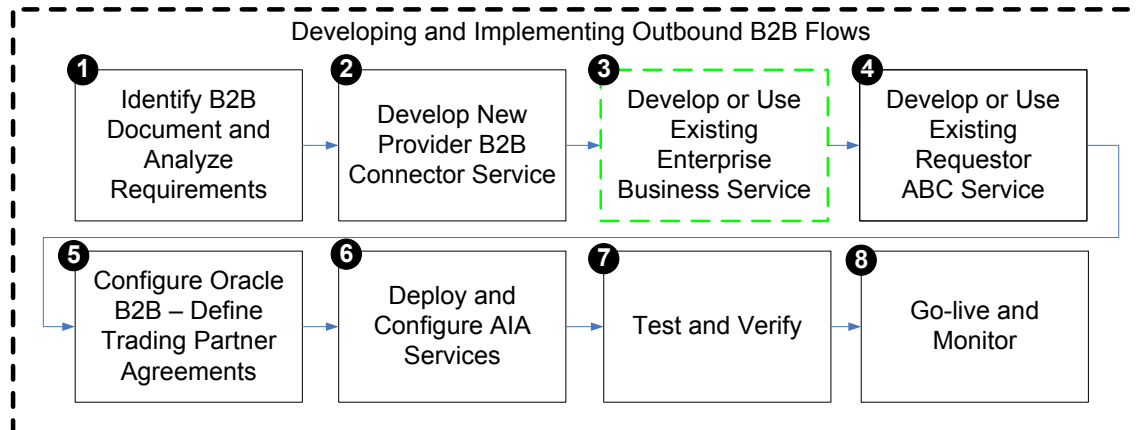 Developing and Implementing Outbound B2B Flows
1
Identify B2B
Document and
Analyze
Requirements
2
Develop New
Provider B2B
Connector Service
3
Develop or Use
Existing
Enterprise
Business Service
4
Develop or Use
Existing
Requestor
ABC Service
5
Configure Oracle
B2B – Define
Trading Partner
Agreements
6
Deploy and
Configure AIA
Services
7
Test and Verify
8
Go-live and
Monitor